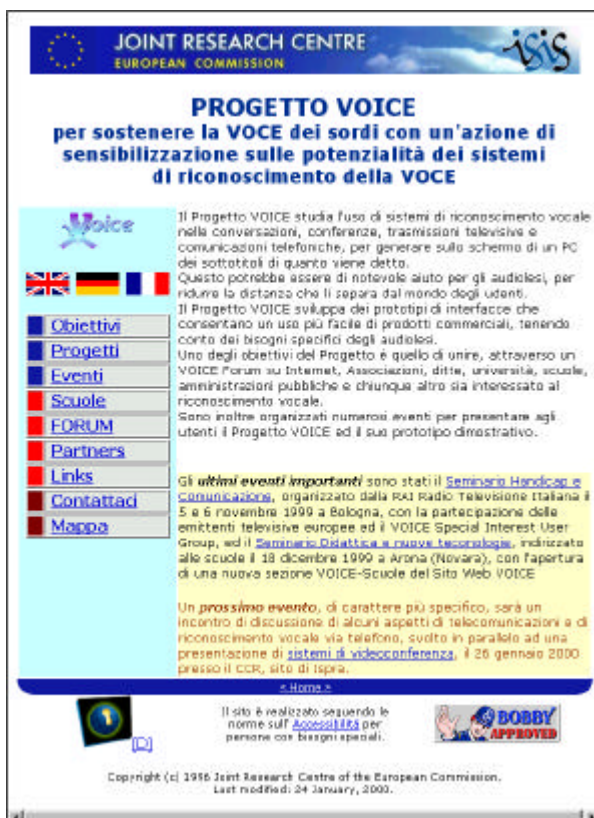 JOINT RESEARCH CENTRE
EUROPEAN COMMISSION
isis
PROGETTO VOICE
per sostenere la VOCE dei sordi con un'azione di
sensibilizzazione sulle potenzialità dei sistemi
di riconoscimento della VOCE
Voice
Obiettivi
Progetti
Eventi
Scuole
FORUM
Partners
Links
Contattaci
Mappa
Il Progetto VOICE studia l'uso di sistemi di riconoscimento vocale
nelle conversazioni, conferenze, trasmissioni televisive e
comunicazioni telefoniche, per generare sullo schermo di un PC
dei sottotitoli di quanto viene detto.
Questo potrebbe essere di notevole aiuto per gli audiolesi, per
ridurre la distanza che li separa dal mondo degli udenti.
Il Progetto VOICE sviluppa dei prototipi di interfacce che
consentano un uso più facile di prodotti commerciali, tenendo
conto dei bisogni specifici degli audiolesi.
Uno degli obiettivi del Progetto è quello di unire, attraverso un
VOICE Forum su Internet, Associazioni, ditte, università, scuole,
amministrazioni pubbliche e chiunque altro sia interessato al
riconoscimento vocale.
Sono inoltre organizzati numerosi eventi per presentare agli
utenti il Progetto VOICE ed il suo prototipo dimostrativo.
Gli ultimi eventi importanti sono stati il Seminario Handicap e
Comunicazione, organizzato dalla RAI Radio Televisione Italiana il
5 e 6 novembre 1999 a Bologna, con la partecipazione delle
emittenti televisive europee ed il VOICE Special Interest User
Group, ed il Seminario Didattica e nuove tecnologie, indirizzato
alle scuole il 18 dicembre 1999 a Arona (Novara), con l'apertura
di una nuova sezione VOICE-Scuole del Sito Web VOICE
Un prossimo evento, di carattere più specifico, sarà un
incontro di discussione di alcuni aspetti di telecomunicazioni e di
riconoscimento vocale via telefono, svolto in parallelo ad una
presentazione di sistemi di videoconferenza, il 26 gennaio 2000
presso il CCR, sito di Ispra.
< Home >
[D]
Il sito è realizzato seguendo le
norme sull' Accessibilità per
persone con bisogni speciali.
BOBBY
APPROVED
Copyright (c) 1996 Joint Research Centre of the European Commission.
Last modified: 24 January, 2000.